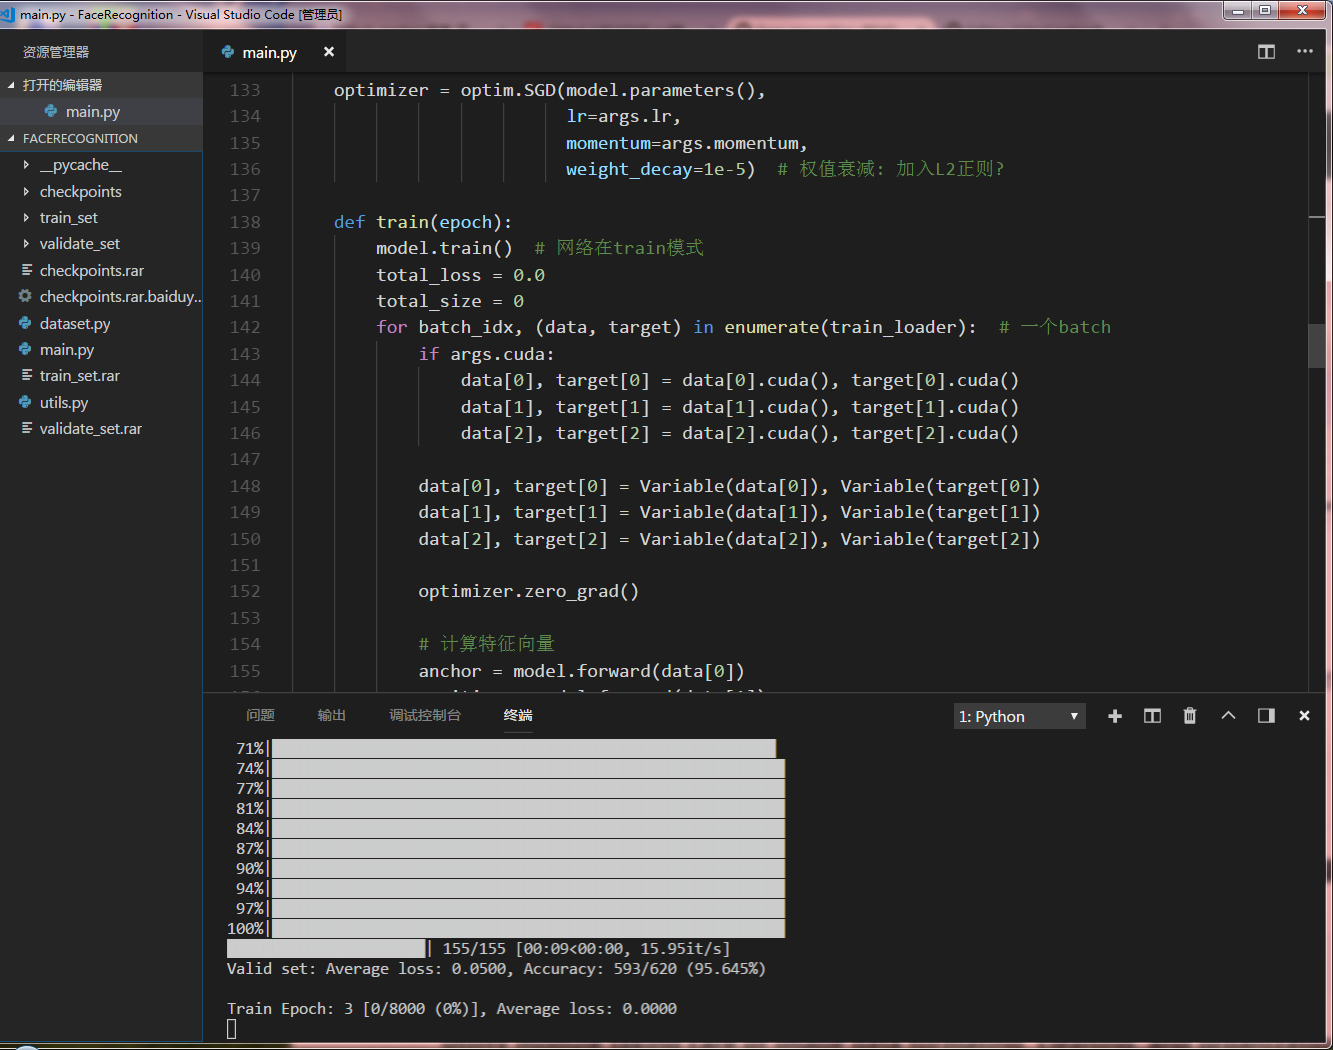 main.py - FaceRecognition - Visual Studio Code [管理员]
资源管理器
打开的编辑器
main.py
FACERECOGNITION
__pycache__
checkpoints
train_set
validate_set
checkpoints.rar
checkpoints.rar.baiduy...
dataset.py
main.py
train_set.rar
utils.py
validate_set.rar
main.py
133 optimizer = optim.SGD(model.parameters(),
134 lr=args.lr,
135 momentum=args.momentum,
136 weight_decay=1e-5) # 权值衰减: 加入L2正则?
137
138 def train(epoch):
139 model.train() # 网络在train模式
140 total_loss = 0.0
141 total_size = 0
142 for batch_idx, (data, target) in enumerate(train_loader): # 一个batch
143 if args.cuda:
144 data[0], target[0] = data[0].cuda(), target[0].cuda()
145 data[1], target[1] = data[1].cuda(), target[1].cuda()
146 data[2], target[2] = data[2].cuda(), target[2].cuda()
147
148 data[0], target[0] = Variable(data[0]), Variable(target[0])
149 data[1], target[1] = Variable(data[1]), Variable(target[1])
150 data[2], target[2] = Variable(data[2]), Variable(target[2])
151
152 optimizer.zero_grad()
153
154 # 计算特征向量
155 anchor = model.forward(data[0])
问题 输出 调试控制台 终端
1: Python
71%|
74%|
77%|
81%|
84%|
87%|
90%|
94%|
97%|
100%|
| 155/155 [00:09<00:00, 15.95it/s]
Valid set: Average loss: 0.0500, Accuracy: 593/620 (95.645%)
Train Epoch: 3 [0/8000 (0%)], Average loss: 0.0000